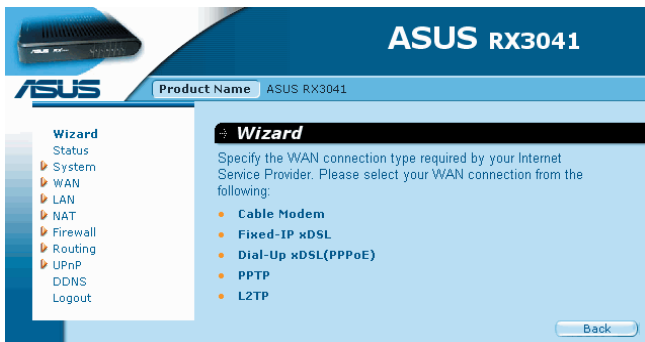 ASUS RX3041
ASUS
Product Name ASUS RX3041
Wizard
Status
System
WAN
LAN
NAT
Firewall
Routing
UPnP
DDNS
Logout
Wizard
Specify the WAN connection type required by your Internet
Service Provider. Please select your WAN connection from the
following:
Cable Modem
Fixed-IP xDSL
Dial-Up xDSL(PPPoE)
PPTP
L2TP
Back